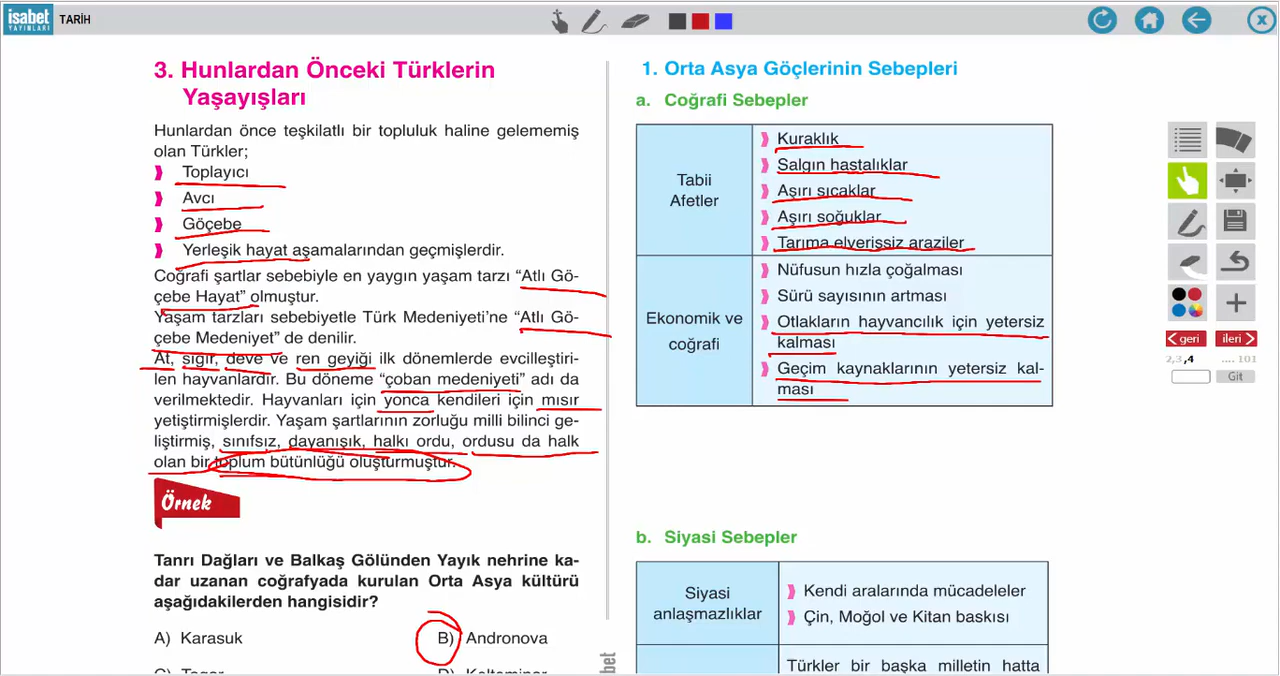 isabet
YAYINLARI
TARİH
3. Hunlardan Önceki Türklerin
Yaşayışları
Hunlardan önce teşkilatlı bir topluluk haline gelememiş
olan Türkler;
Toplayıcı
Avcı
Göçebe
Yerleşik hayat aşamalarından geçmişlerdir.
Coğrafi şartlar sebebiyle en yaygın yaşam tarzı “Atlı Gö-
çebe Hayat” olmuştur.
Yaşam tarzları sebebiyetle Türk Medeniyeti’ne “Atlı Gö-
çebe Medeniyet” de denilir.
At, sığır, deve ve ren geyiği ilk dönemlerde evcilleştiri-
len hayvanlardır. Bu döneme “çoban medeniyeti” adı da
verilmektedir. Hayvanları için yonca kendileri için mısır
yetiştirmişlerdir. Yaşam şartlarının zorluğu milli bilinci ge-
liştirmiş, sınıfsız, dayanışık, halkı ordu, ordusu da halk
olan bir toplum bütünlüğü oluşturmuştur.
Örnek
Tanrı Dağları ve Balkaş Gölünden Yayık nehrine ka-
dar uzanan coğrafyada kurulan Orta Asya kültürü
aşağıdakilerden hangisidir?
A) Karasuk B) Andronova
1. Orta Asya Göçlerinin Sebepleri
a. Coğrafi Sebepler
Tabii
Afetler
Kuraklık
Salgın hastalıklar
Aşırı sıcaklar
Aşırı soğuklar
Tarıma elverişsiz araziler
Ekonomik ve
coğrafi
Nüfusun hızla çoğalması
Sürü sayısının artması
Otlakların hayvancılık için yetersiz
kalması
Geçim kaynaklarının yetersiz kal-
ması
b. Siyasi Sebepler
Siyasi
anlaşmazlıklar
Kendi aralarında mücadeleler
Çin, Moğol ve Kitan baskısı
Türkler bir başka milletin hatta
geri
ileri
2,3,4 .... 101
Git